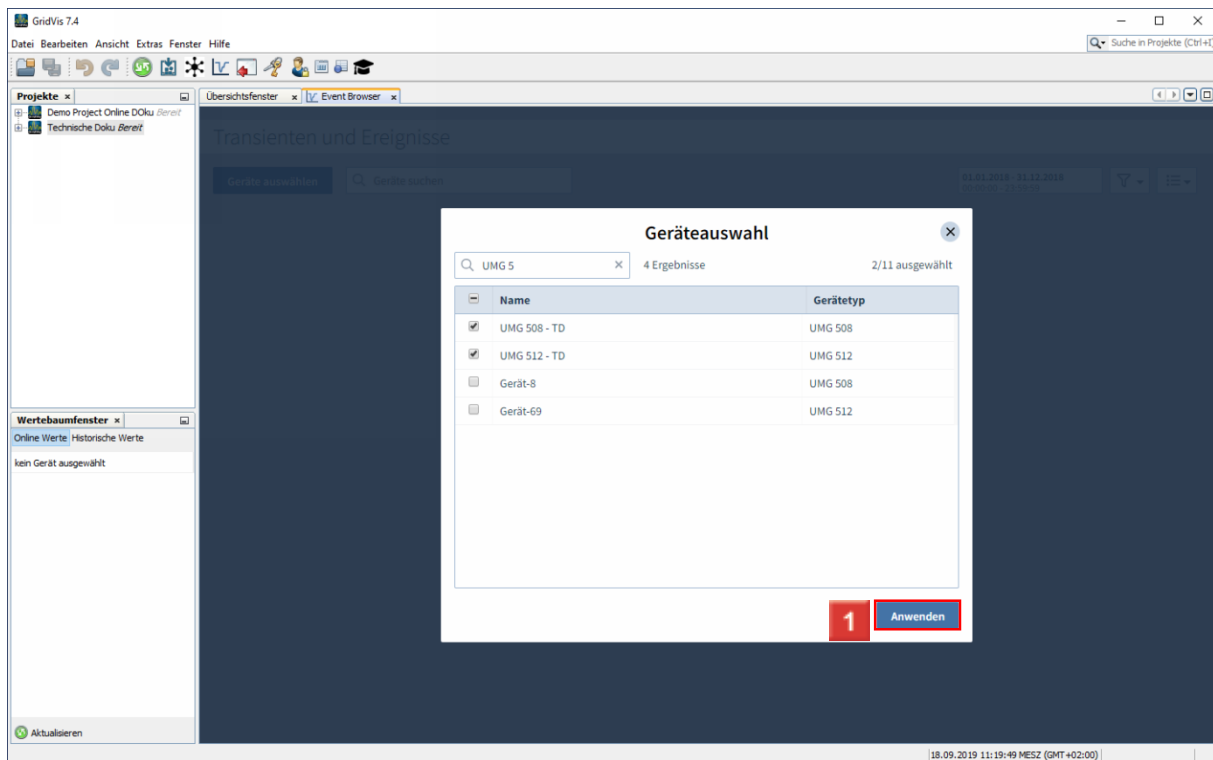 GridVis 7.4
Datei Bearbeiten Ansicht Extras Fenster Hilfe
Suche in Projekte (Ctrl+I)
Projekte
Demo Project Online DOku Bereit
Technische Doku Bereit
Übersichtsfenster
Event Browser
Transienten und Ereignisse
Geräte auswählen
Geräte suchen
Geräteauswahl
UMG 5
4 Ergebnisse
2/11 ausgewählt
Name Gerätetyp
UMG 508 - TD UMG 508
UMG 512 - TD UMG 512
Gerät-8 UMG 508
Gerät-69 UMG 512
1
Anwenden
Wertebaumfenster
Online Werte Historische Werte
kein Gerät ausgewählt
Aktualisieren
18.09.2019 11:19:49 MESZ (GMT+02:00)